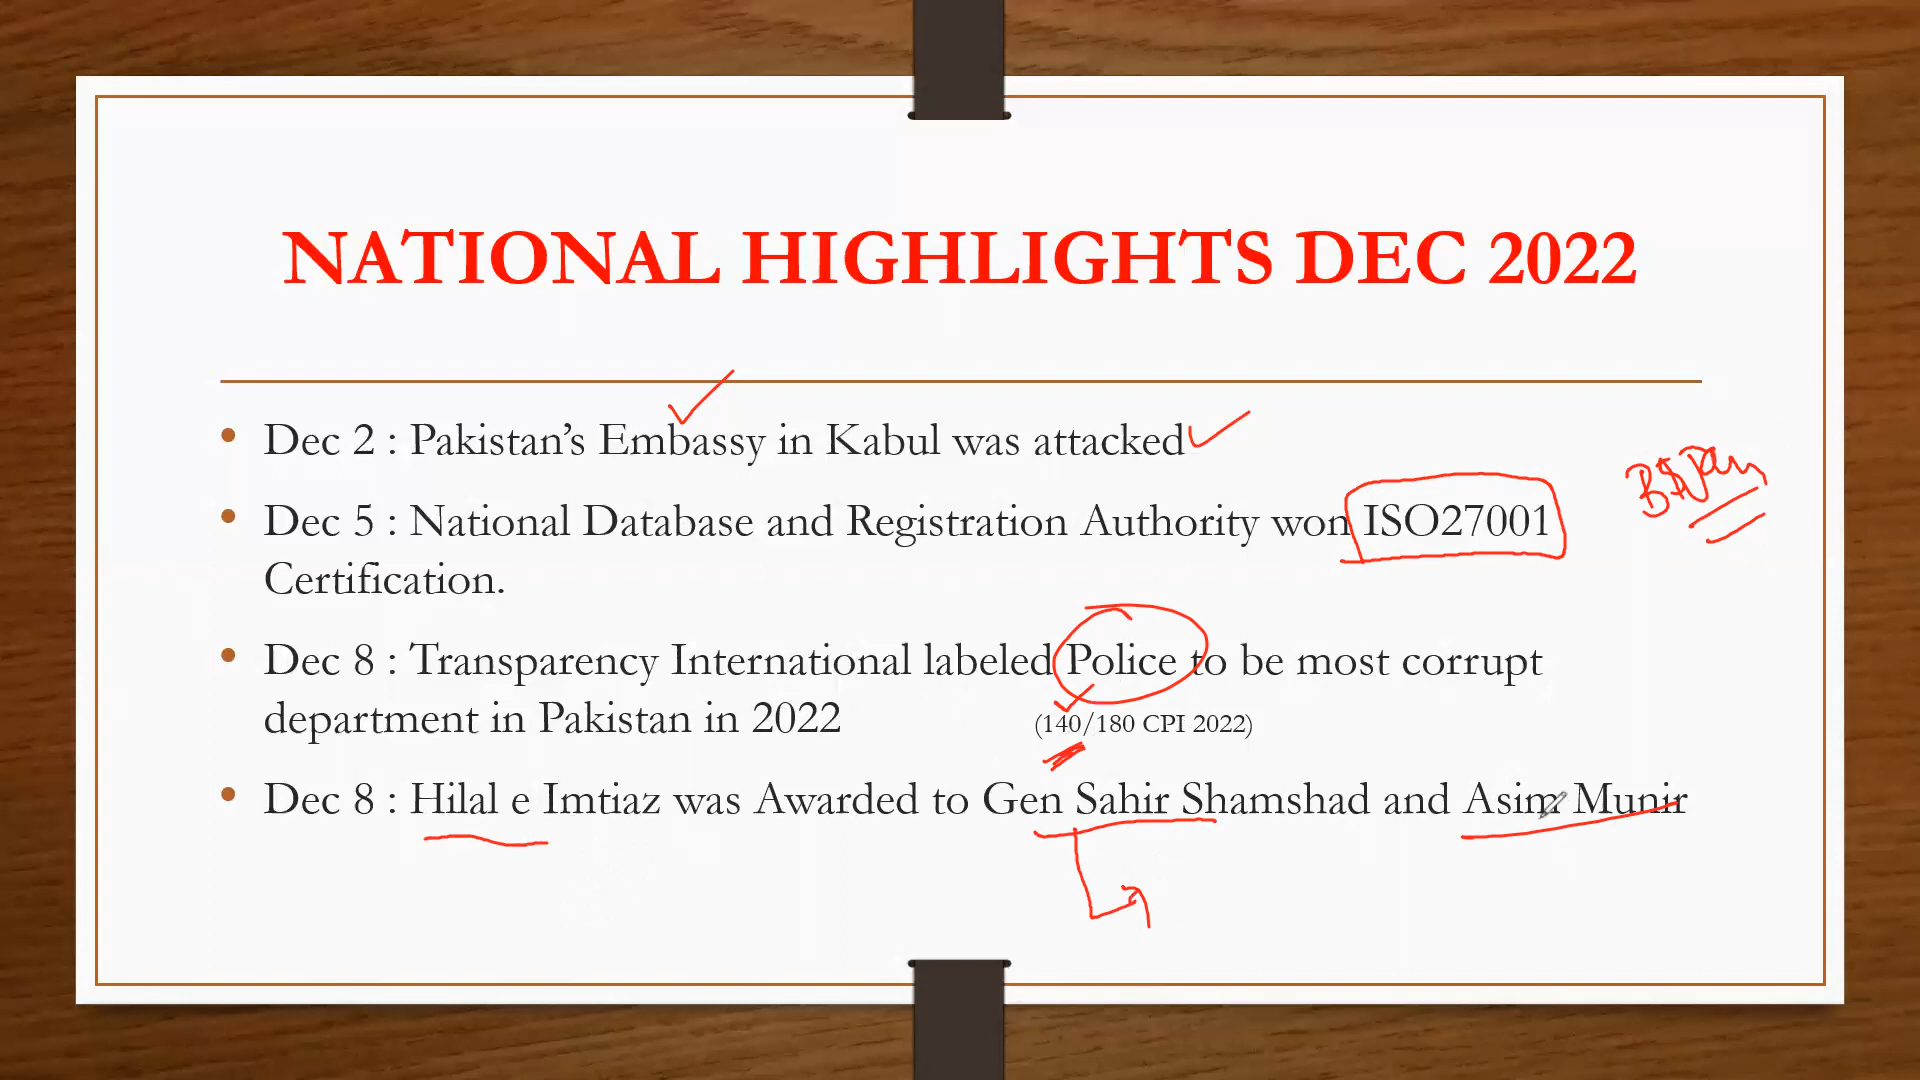 NATIONAL HIGHLIGHTS DEC 2022
• Dec 2 : Pakistan’s Embassy in Kabul was attacked
• Dec 5 : National Database and Registration Authority won ISO27001
Certification.
• Dec 8 : Transparency International labeled Police to be most corrupt
department in Pakistan in 2022 (140/180 CPI 2022)
• Dec 8 : Hilal e Imtiaz was Awarded to Gen Sahir Shamshad and Asim Munir